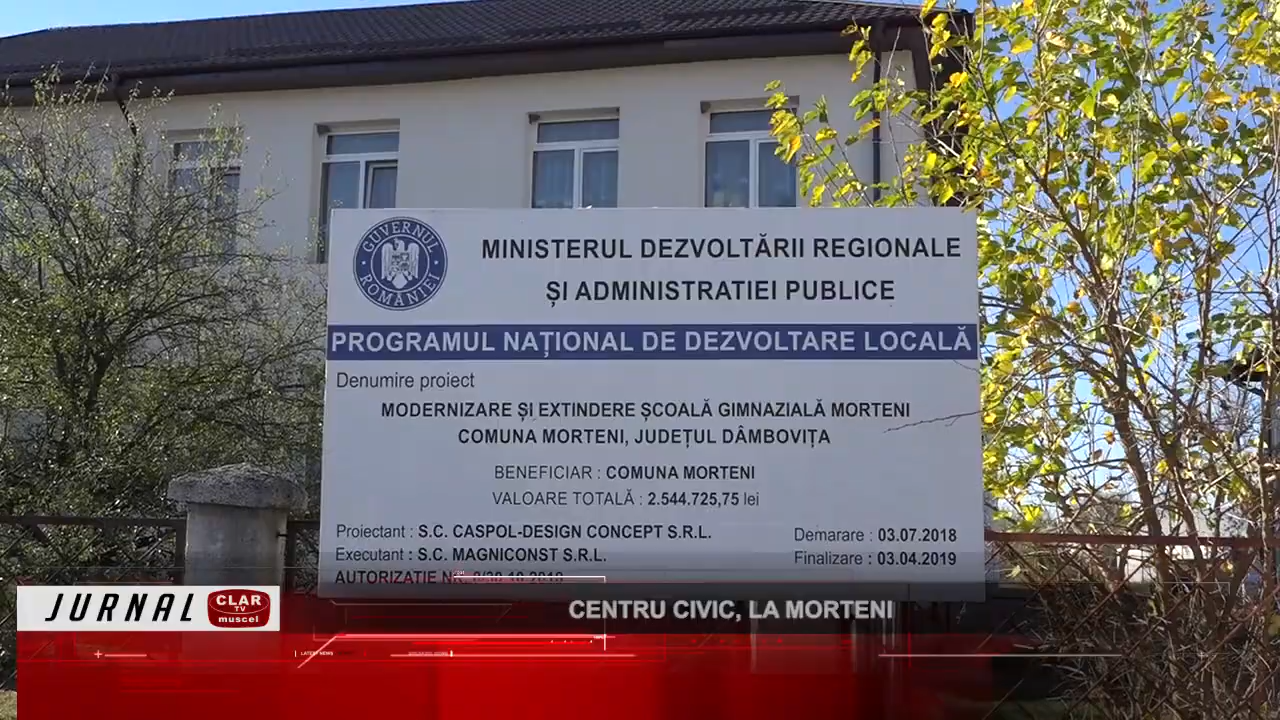 GUVERNUL ROMÂNIEI
MINISTERUL DEZVOLTĂRII REGIONALE
ȘI ADMINISTRATIEI PUBLICE
PROGRAMUL NAȚIONAL DE DEZVOLTARE LOCALĂ
Denumire proiect
MODERNIZARE ȘI EXTINDERE ȘCOALĂ GIMNAZIALĂ MORTENI
COMUNA MORTENI, JUDEȚUL DÂMBOVIȚA
BENEFICIAR : COMUNA MORTENI
VALOARE TOTALĂ : 2.544.725,75 lei
Proiectant : S.C. CASPOL-DESIGN CONCEPT S.R.L.
Demarare : 03.07.2018
Executant : S.C. MAGNICONST S.R.L.
Finalizare : 03.04.2019
AUTORIZAȚIE
JURNAL CLAR TV muscel
CENTRU CIVIC, LA MORTENI
LATEST NEWS